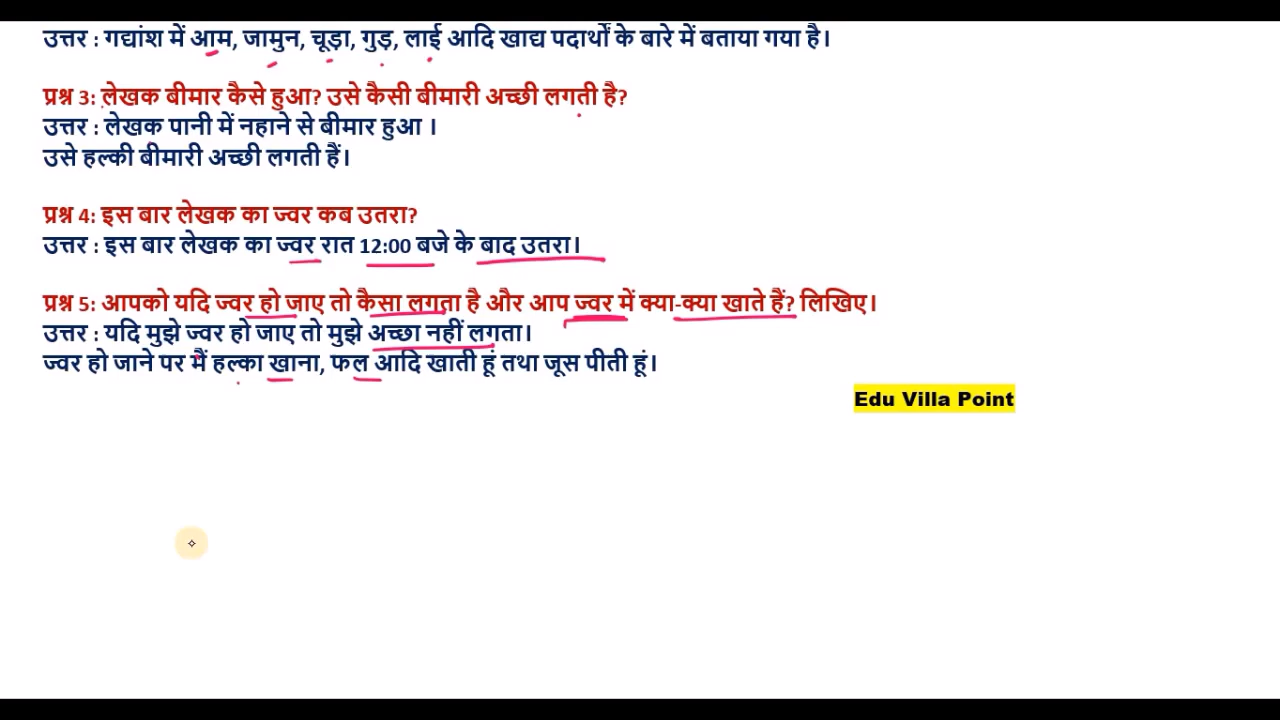 उत्तर : गद्यांश में आम, जामुन, चूड़ा, गुड़, लाई आदि खाद्य पदार्थों के बारे में बताया गया है।
प्रश्न 3: लेखक बीमार कैसे हुआ? उसे कैसी बीमारी अच्छी लगती है?
उत्तर : लेखक पानी में नहाने से बीमार हुआ ।
उसे हल्की बीमारी अच्छी लगती हैं।
प्रश्न 4: इस बार लेखक का ज्वर कब उतरा?
उत्तर : इस बार लेखक का ज्वर रात 12:00 बजे के बाद उतरा।
प्रश्न 5: आपको यदि ज्वर हो जाए तो कैसा लगता है और आप ज्वर में क्या-क्या खाते हैं? लिखिए।
उत्तर : यदि मुझे ज्वर हो जाए तो मुझे अच्छा नहीं लगता।
ज्वर हो जाने पर मैं हल्का खाना, फल आदि खाती हूं तथा जूस पीती हूं।
Edu Villa Point